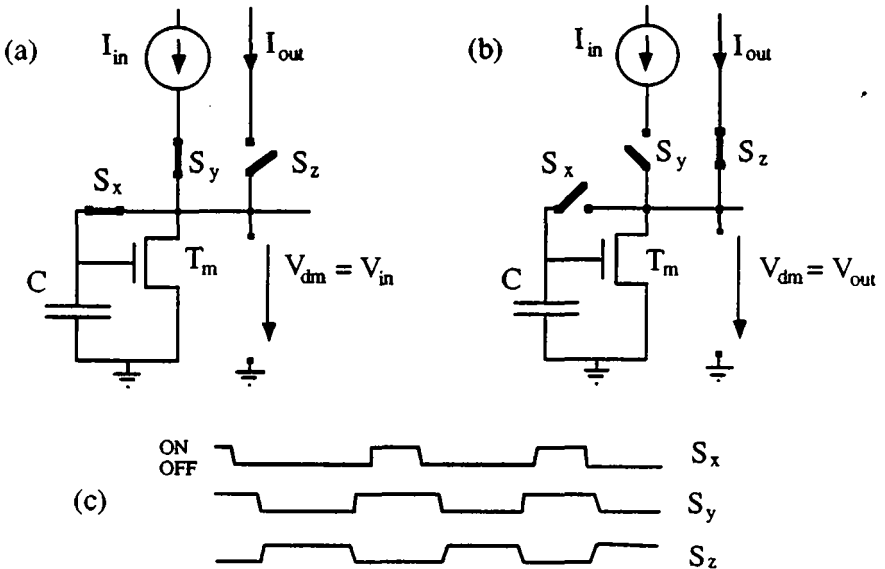 (a)
I_in
I_out
S_y
S_z
S_x
C
T_m
V_dm = V_in
(b)
I_in
I_out
S_x
S_y
S_z
C
T_m
V_dm = V_out
(c)
ON
OFF
S_x
S_y
S_z